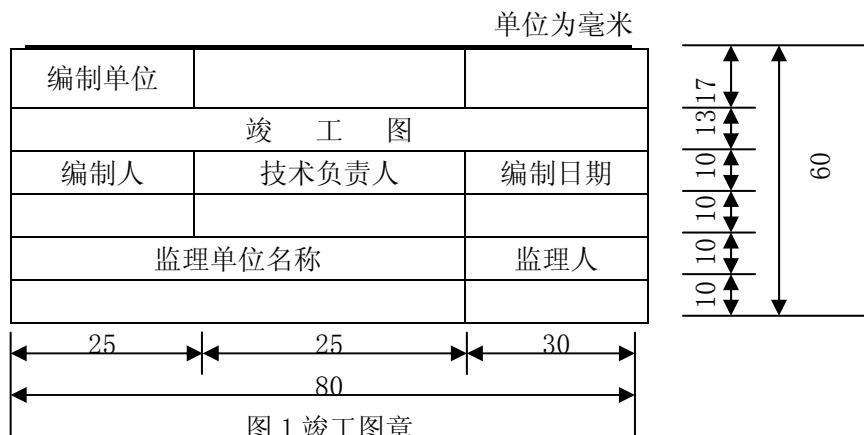 单位为毫米
编制单位
竣 工 图
编制人 技术负责人 编制日期
监理单位名称 监理人
17
13
10
10
10
10
60
25 25 30
80
图 1 竣工图章